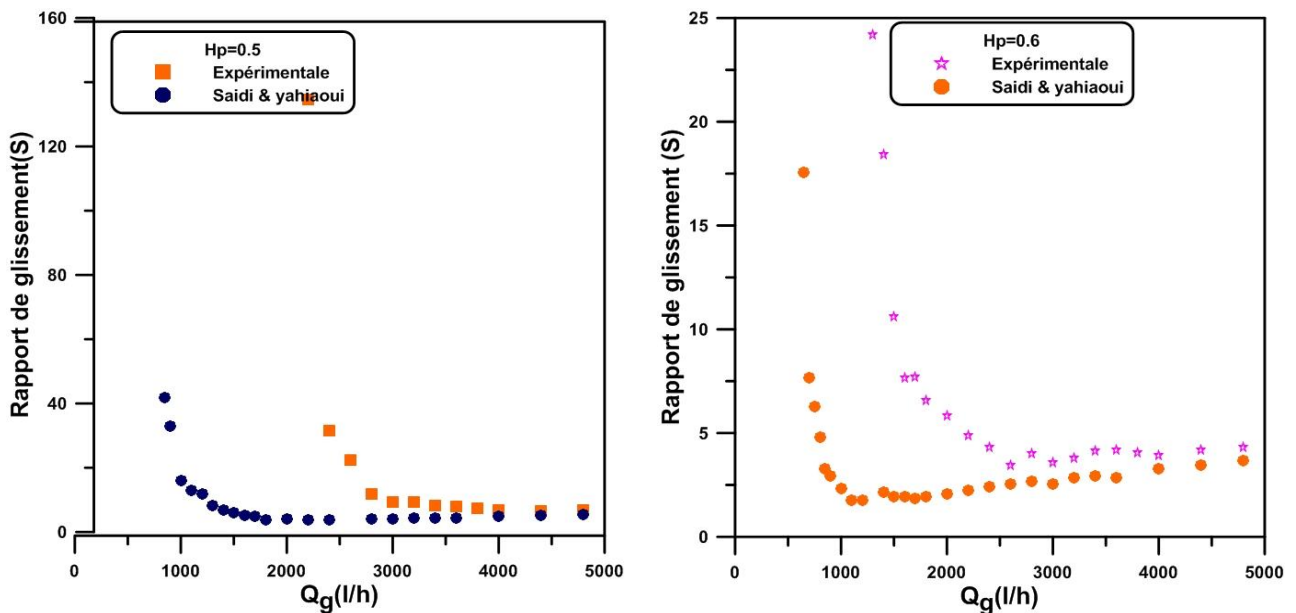 160
120
80
40
0
Rapport de glissement(S)
Hp=0.5
Expérimentale
Saidi & yahiaoui
0
1000
2000
3000
4000
5000
Qg(l/h)
25
20
15
10
5
0
Rapport de glissement (S)
Hp=0.6
Expérimentale
Saidi & yahiaoui
0
1000
2000
3000
4000
5000
Qg(l/h)